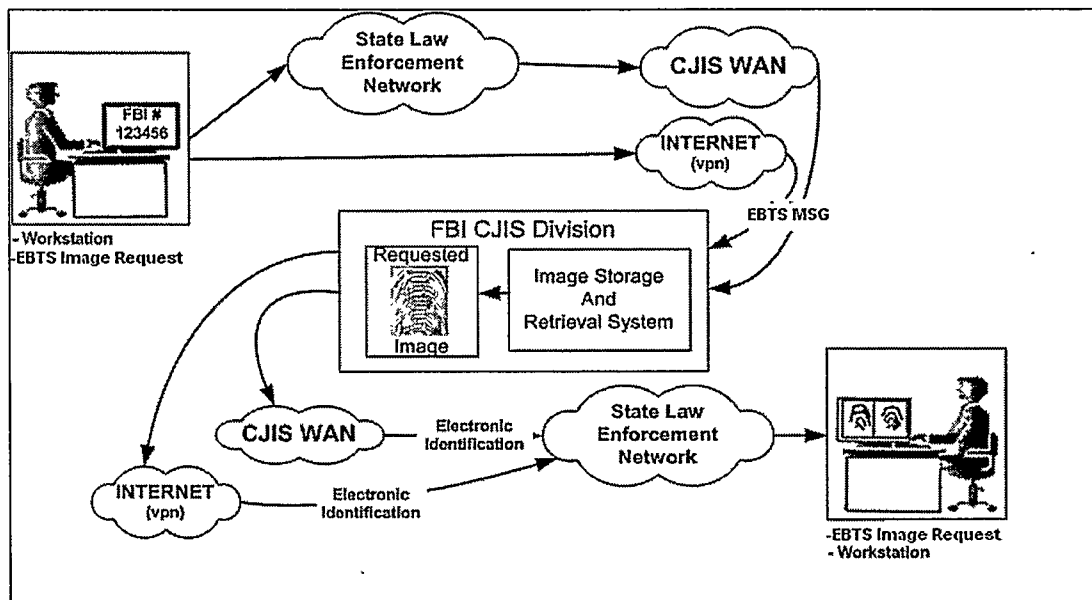 State Law
Enforcement
Network
CJIS WAN
FBI #
123456
INTERNET
(vpn)
EBTS MSG
- Workstation
-EBTS Image Request
FBI CJIS Division
Requested
Image
Image Storage
And
Retrieval System
CJIS WAN
Electronic
Identification
State Law
Enforcement
Network
INTERNET
(vpn)
Electronic
Identification
-EBTS Image Request
- Workstation